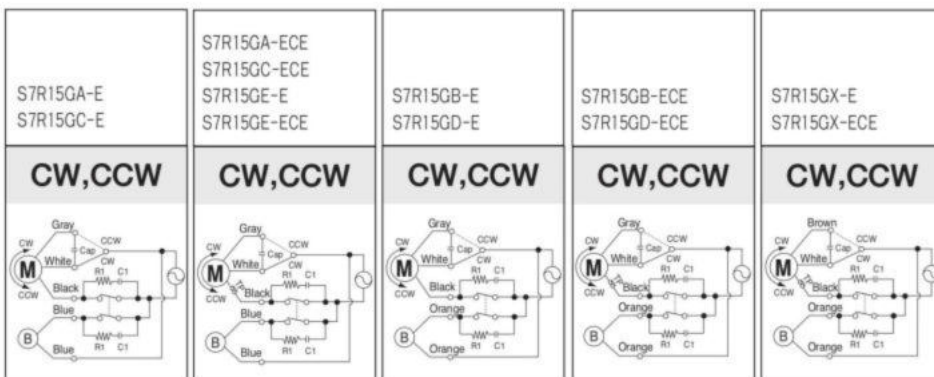 S7R15GA-E
S7R15GC-E
CW,CCW
Gray
CW
CCW
Cap
M
White
CW
R1 C1
CCW
Black
Blue
B
R1 C1
Blue
S7R15GA-ECE
S7R15GC-ECE
S7R15GE-E
S7R15GE-ECE
CW,CCW
Gray
CW
CCW
Cap
M
White
CW
R1 C1
CCW
TP
Black
Blue
B
R1 C1
Blue
S7R15GB-E
S7R15GD-E
CW,CCW
Gray
CW
CCW
Cap
M
White
CW
R1 C1
CCW
Black
Orange
B
R1 C1
Orange
S7R15GB-ECE
S7R15GD-ECE
CW,CCW
Gray
CW
CCW
Cap
M
White
CW
R1 C1
CCW
TP
Black
Orange
B
R1 C1
Orange
S7R15GX-E
S7R15GX-ECE
CW,CCW
Brown
CW
CCW
Cap
M
White
CW
R1 C1
CCW
TP
Black
Orange
B
R1 C1
Orange